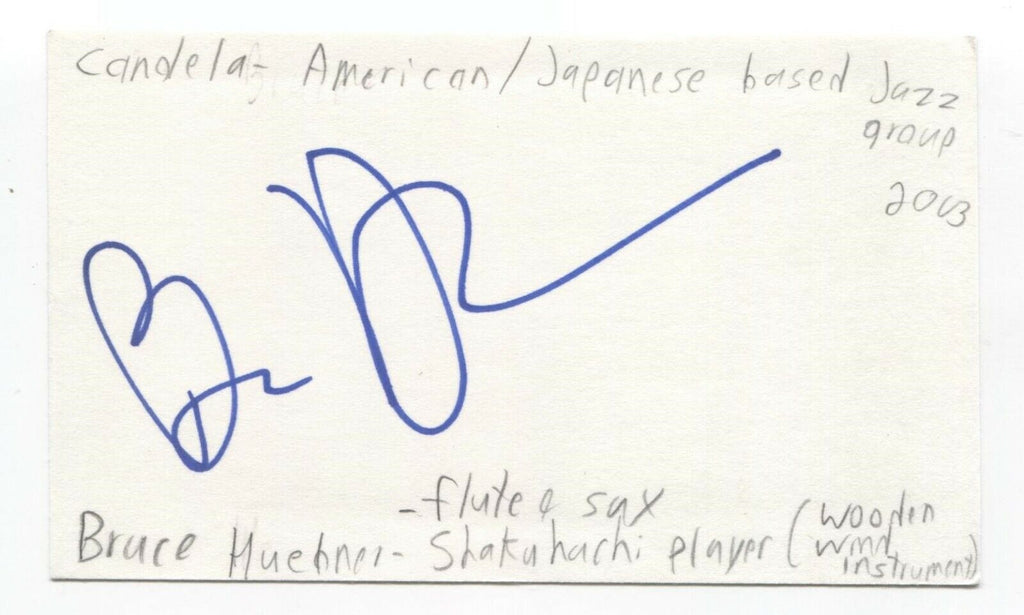 Candela- American/Japanese based Jazz
group
2003
-flute & sax
Bruce Huebner- Shakuhachi player (wooden
wind
instrument)